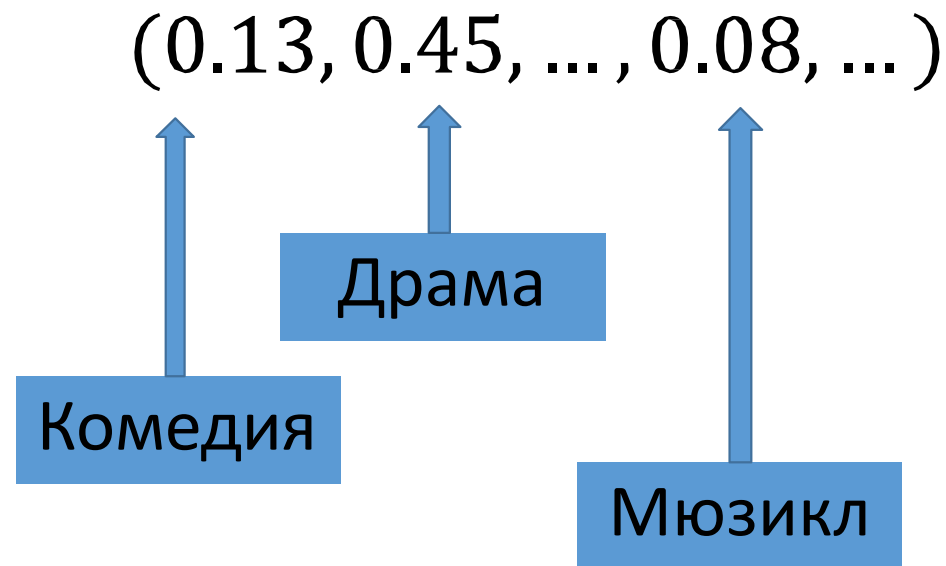 (0.13, 0.45, … , 0.08, … )
Драма
Комедия
Мюзикл